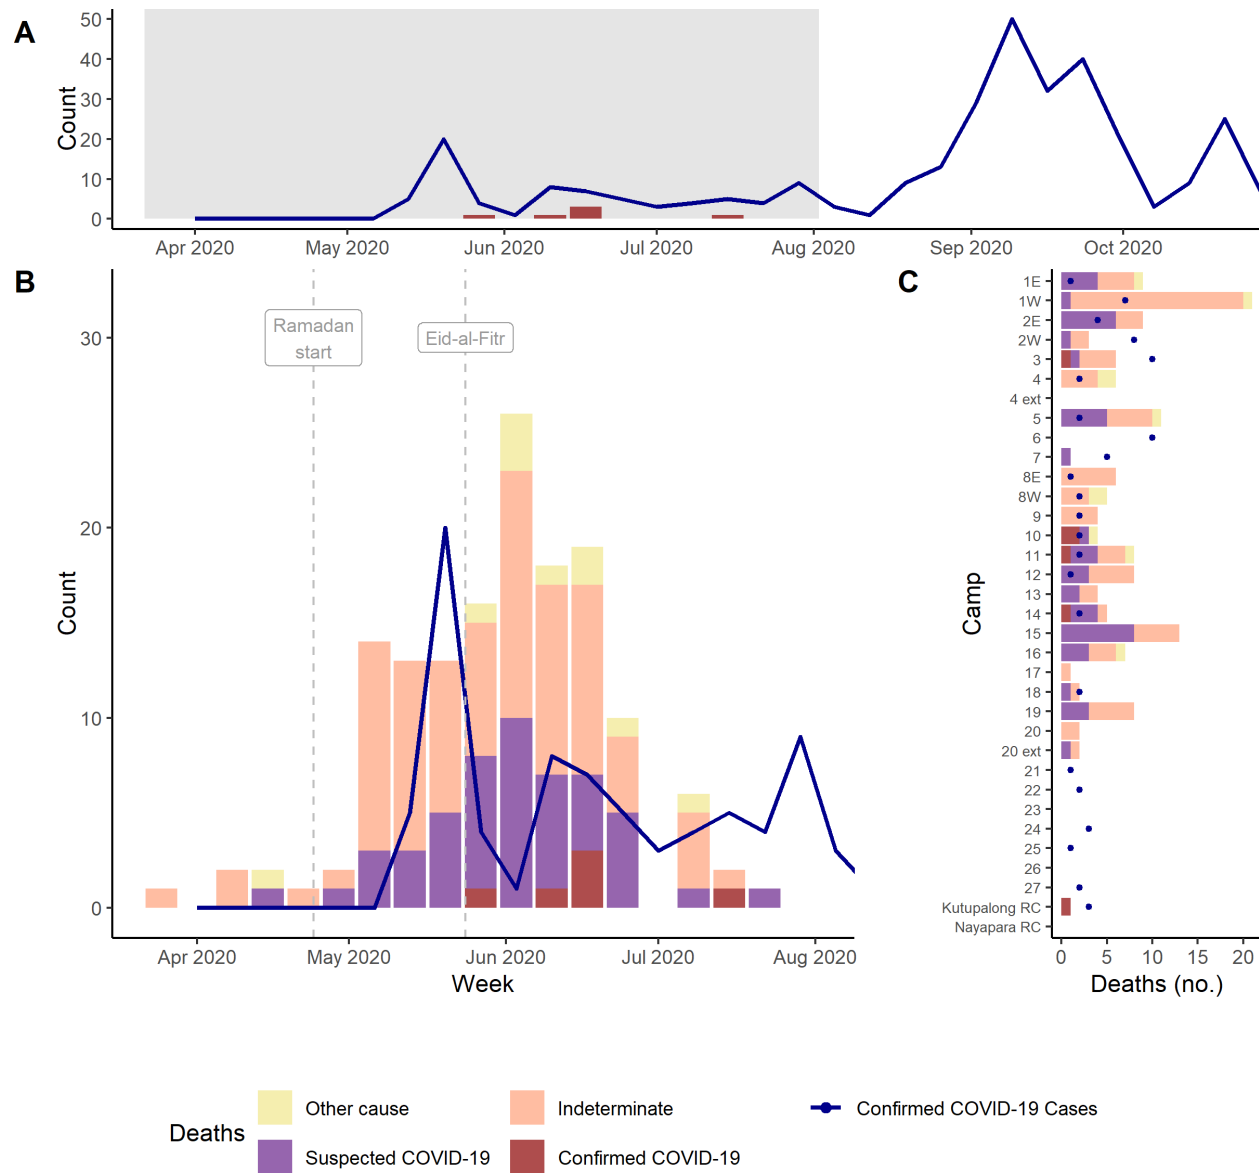 A
50
40
30
20
10
0
Count
Apr 2020 May 2020 Jun 2020 Jul 2020 Aug 2020 Sep 2020 Oct 2020
B
30
20
10
0
Count
Ramadan
start
Eid-al-Fitr
Apr 2020 May 2020 Jun 2020 Jul 2020 Aug 2020
Week
C
Camp
1E
1W
2E
2W
3
4
4 ext
5
6
7
8E
8W
9
10
11
12
13
14
15
16
17
18
19
20
20 ext
21
22
23
24
25
26
27
Kutupalong RC
Nayapara RC
0 5 10 15 20
Deaths (no.)
Deaths
Other cause
Indeterminate
Confirmed COVID-19 Cases
Suspected COVID-19
Confirmed COVID-19